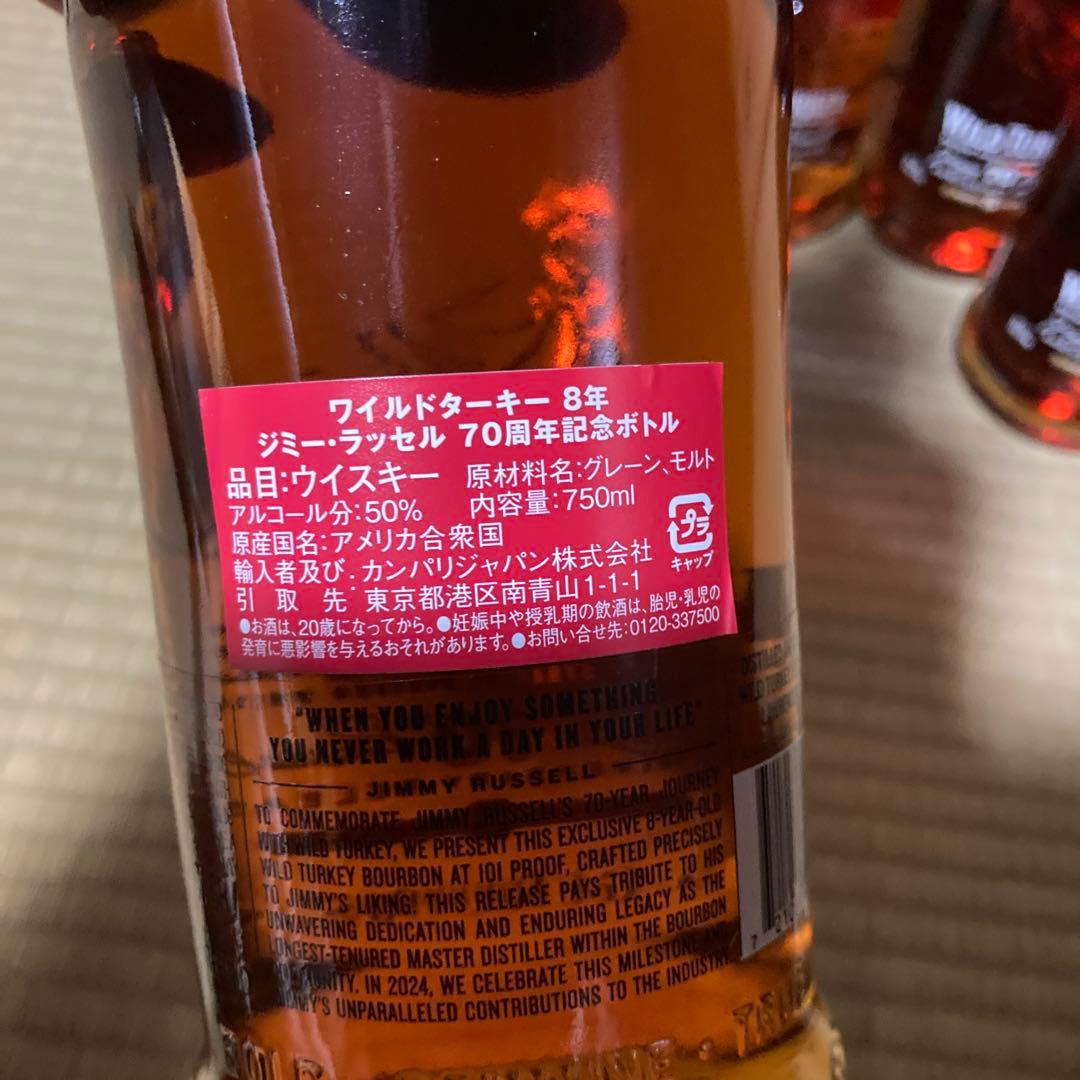 ワイルドターキー 8年
ジミー・ラッセル 70周年記念ボトル
品目:ウイスキー 原材料名:グレーン、モルト
アルコール分:50% 内容量:750ml
原産国名:アメリカ合衆国
プラ
キャップ
輸入者及び. カンパリジャパン株式会社
引取先 東京都港区南青山1-1-1
●お酒は、20歳になってから。●妊娠中や授乳期の飲酒は、胎児・乳児の
発育に悪影響を与えるおそれがあります。●お問い合せ先:0120-337500
"WHEN YOU ENJOY SOMETHING
YOU NEVER WORK A DAY IN YOUR LIFE"
JIMMY RUSSELL
TO COMMEMORATE JIMMY RUSSELL'S 70-YEAR JOURNEY
WITH WILD TURKEY, WE PRESENT THIS EXCLUSIVE 8-YEAR-OLD
WILD TURKEY BOURBON AT 101 PROOF, CRAFTED PRECISELY
TO JIMMY'S LIKING. THIS RELEASE PAYS TRIBUTE TO HIS
UNWAVERING DEDICATION AND ENDURING LEGACY AS THE
LONGEST-TENURED MASTER DISTILLER WITHIN THE BOURBON
IN 2024, WE CELEBRATE THIS MILESTONE AND
JIMMY'S UNPARALLELED CONTRIBUTIONS TO THE INDUSTRY.
DISTILLED
WILD TURKEY